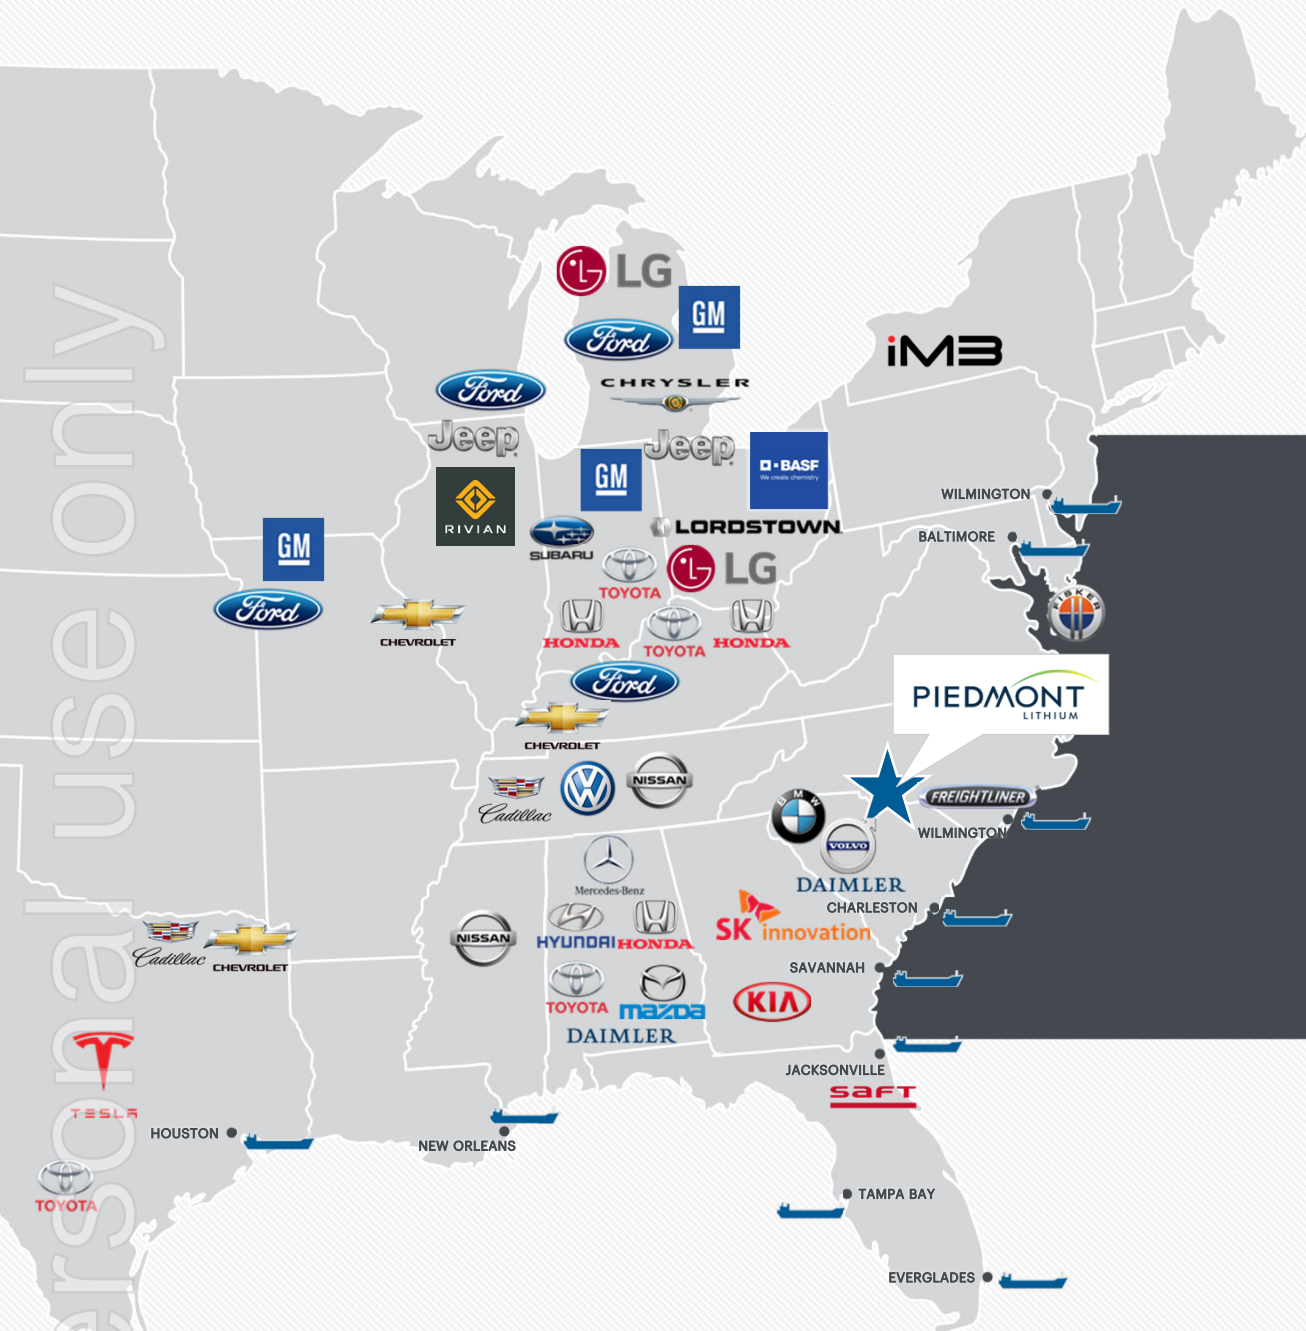 LG
GM
Ford
CHRYSLER
iM3
Ford
Jeep
Jeep
GM
BASF
We create chemistry
RIVIAN
WILMINGTON
LORDSTOWN
SUBARU
BALTIMORE
GM
TOYOTA
LG
Ford
CHEVROLET
HONDA
TOYOTA
HONDA
FISKER
Ford
PIEDMONT
LITHIUM
CHEVROLET
Cadillac
VW
NISSAN
BMW
FREIGHTLINER
WILMINGTON
VOLVO
Mercedes-Benz
DAIMLER
CHARLESTON
SK innovation
NISSAN
HYUNDAI
HONDA
Cadillac
CHEVROLET
SAVANNAH
TOYOTA
mazda
KIA
DAIMLER
TESLA
JACKSONVILLE
SAFT
HOUSTON
NEW ORLEANS
TOYOTA
TAMPA BAY
EVERGLADES
ersonal use only